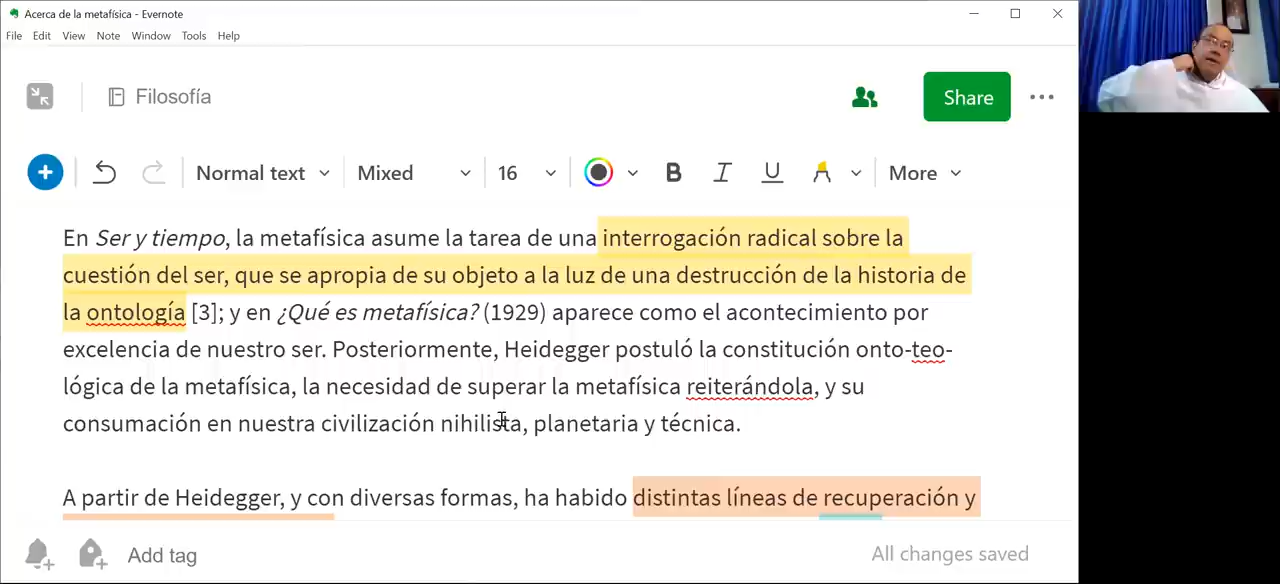 Acerca de la metafísica - Evernote
File Edit View Note Window Tools Help
Filosofía
Share
Normal text Mixed 16 B I U A More
En Ser y tiempo, la metafísica asume la tarea de una interrogación radical sobre la
cuestión del ser, que se apropia de su objeto a la luz de una destrucción de la historia de
la ontología [3]; y en ¿Qué es metafísica? (1929) aparece como el acontecimiento por
excelencia de nuestro ser. Posteriormente, Heidegger postuló la constitución onto-teo-
lógica de la metafísica, la necesidad de superar la metafísica reiterándola, y su
consumación en nuestra civilización nihilista, planetaria y técnica.
A partir de Heidegger, y con diversas formas, ha habido distintas líneas de recuperación y
Add tag
All changes saved